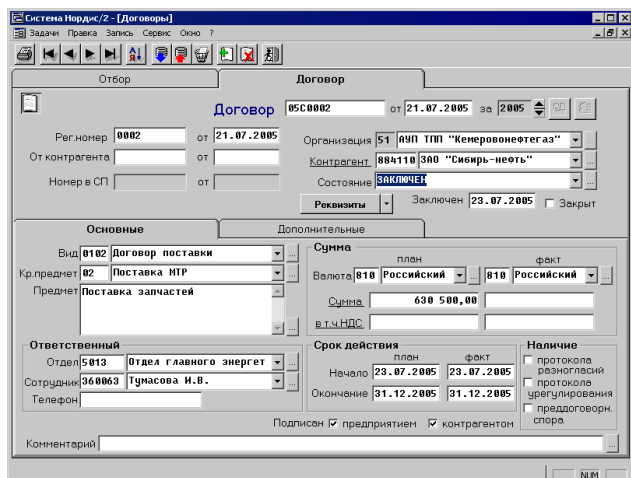 Система Нордис/2 - [Договоры]
Задачи Правка Запись Сервис Окно ?
Отбор Договор
Договор 05С0002 от 21.07.2005 за 2005
Рег.номер 0002 от 21.07.2005 Организация 51 АУП ТПП "Кемеровонефтегаз"
От контрагента от Контрагент 884110 ЗАО "Сибирь-нефть"
Номер в СП от Состояние ЗАКЛЮЧЕН
Реквизиты Заключен 23.07.2005 Закрыт
Основные Дополнительные
Вид 0102 Договор поставки
Кр.предмет 02 Поставка МТР
Предмет Поставка запчастей
Сумма
план факт
Валюта 810 Российский 810 Российский
Сумма 630 500,00
в т.ч.НДС
Ответственный
Отдел 5013 Отдел главного энергет
Сотрудник 360063 Тумасова И.В.
Телефон
Срок действия
план факт
Начало 23.07.2005 23.07.2005
Окончание 31.12.2005 31.12.2005
Наличие
протокола
разногласий
протокола
урегулирования
преддоговорн.
спора
Подписан предприятием контрагентом
Комментарий
NUM